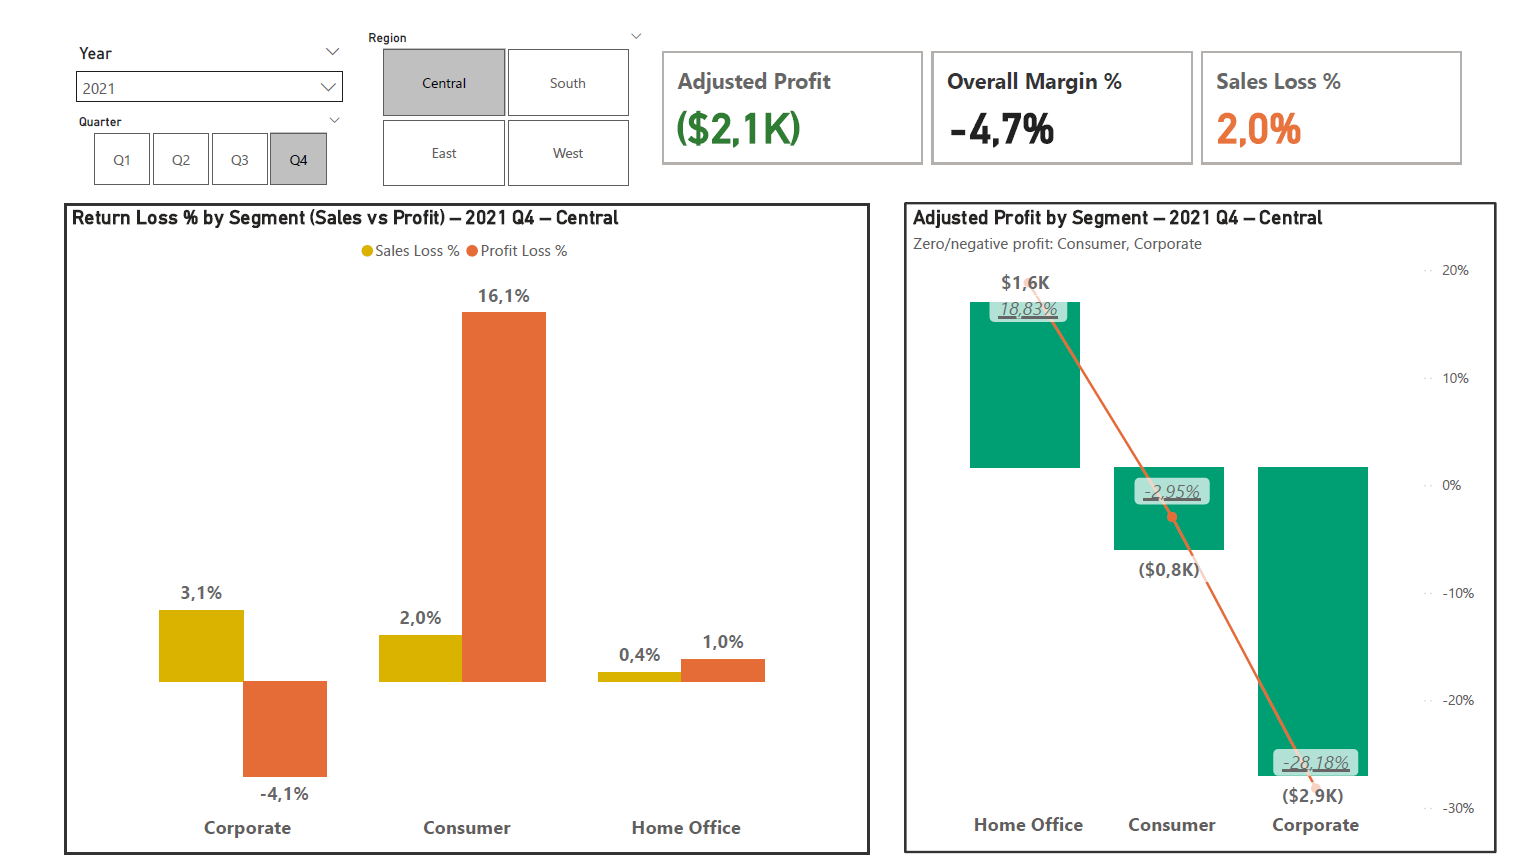 Year
2021
Quarter
Q1 Q2 Q3 Q4
Region
Central South
East West
Adjusted Profit
($2,1K)
Overall Margin %
-4,7%
Sales Loss %
2,0%
Return Loss % by Segment (Sales vs Profit) – 2021 Q4 – Central
Sales Loss % Profit Loss %
16,1%
3,1%
2,0%
0,4%
1,0%
-4,1%
Corporate Consumer Home Office
Adjusted Profit by Segment – 2021 Q4 – Central
Zero/negative profit: Consumer, Corporate
$1,6K
18,83%
-2,95%
($0,8K)
-28,18%
($2,9K)
20%
10%
0%
-10%
-20%
-30%
Home Office Consumer Corporate